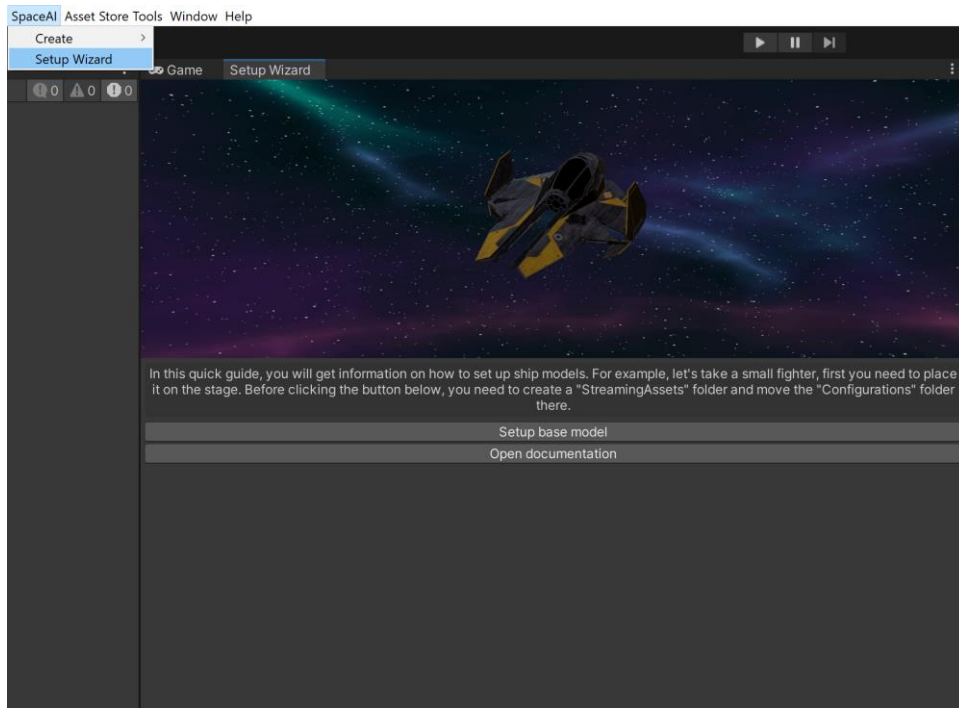 SpaceAI Asset Store Tools Window Help
Create >
Setup Wizard
Game Setup Wizard
0 0 0
In this quick guide, you will get information on how to set up ship models. For example, let's take a small fighter, first you need to place
it on the stage. Before clicking the button below, you need to create a "StreamingAssets" folder and move the "Configurations" folder
there.
Setup base model
Open documentation